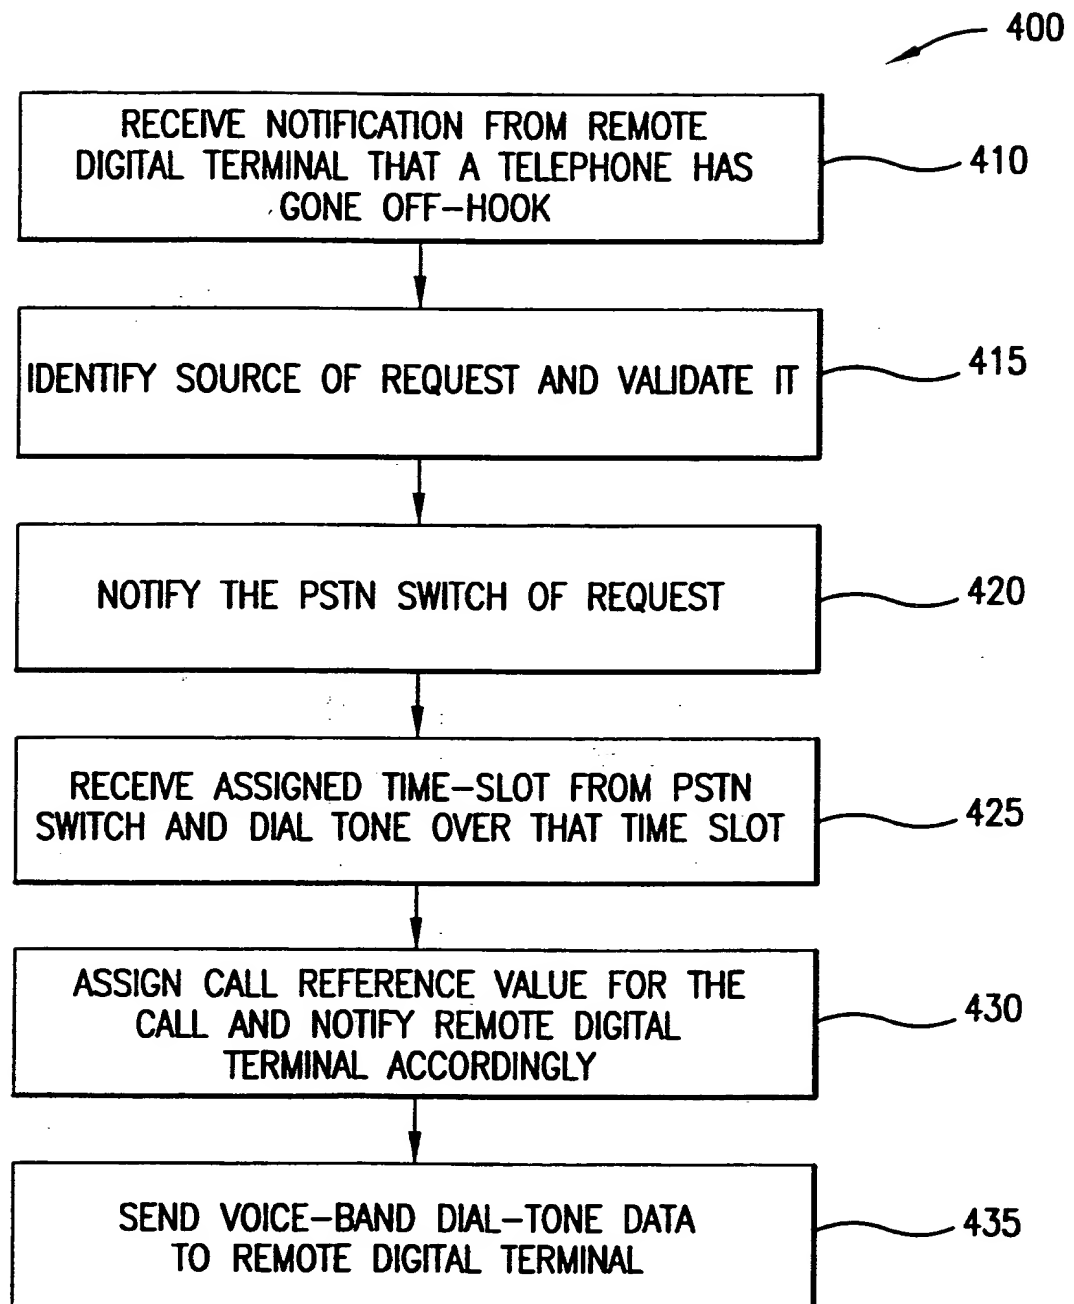 400
RECEIVE NOTIFICATION FROM REMOTE
DIGITAL TERMINAL THAT A TELEPHONE HAS
GONE OFF-HOOK
410
IDENTIFY SOURCE OF REQUEST AND VALIDATE IT
415
NOTIFY THE PSTN SWITCH OF REQUEST
420
RECEIVE ASSIGNED TIME-SLOT FROM PSTN
SWITCH AND DIAL TONE OVER THAT TIME SLOT
425
ASSIGN CALL REFERENCE VALUE FOR THE
CALL AND NOTIFY REMOTE DIGITAL
TERMINAL ACCORDINGLY
430
SEND VOICE-BAND DIAL-TONE DATA
TO REMOTE DIGITAL TERMINAL
435